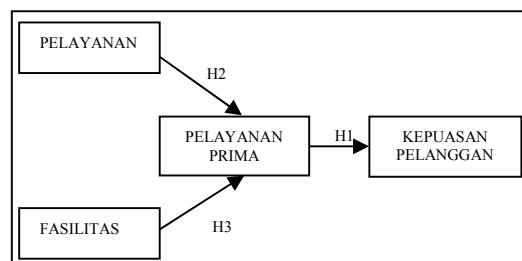 PELAYANAN
H2
PELAYANAN
PRIMA
H1
KEPUASAN
PELANGGAN
FASILITAS
H3